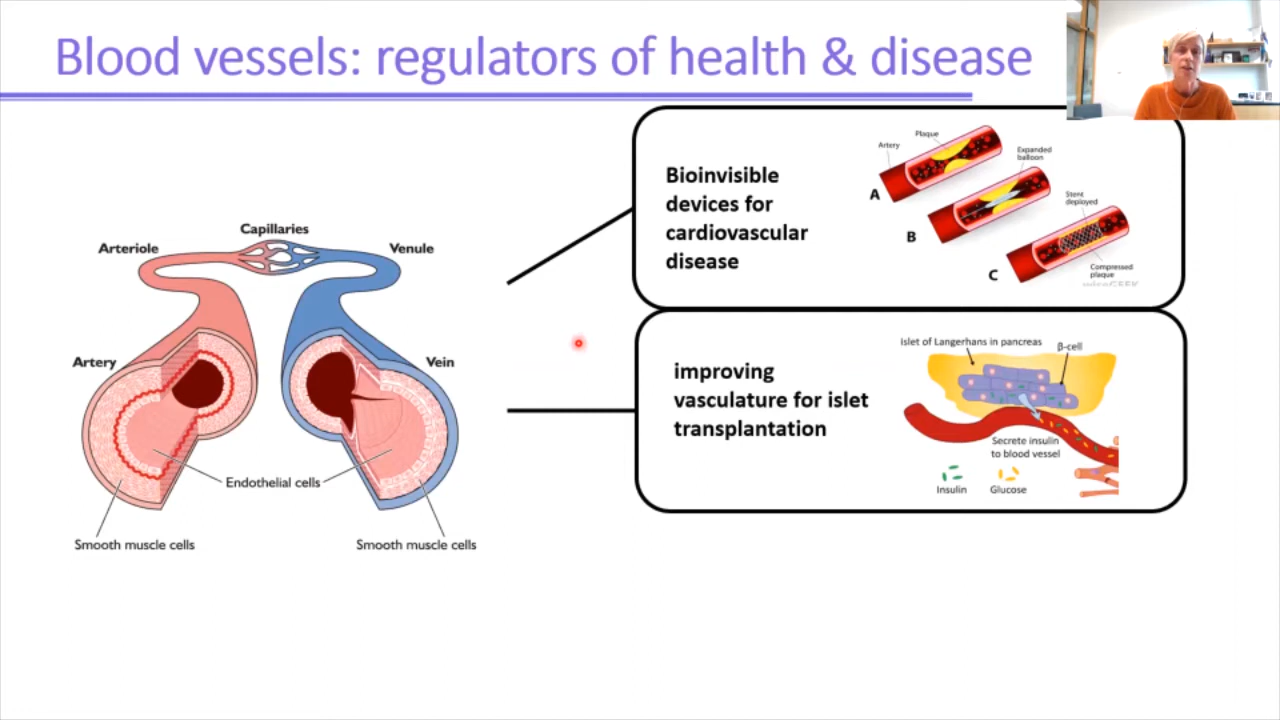 Blood vessels: regulators of health & disease
Capillaries
Arteriole
Venule
Artery
Vein
Endothelial cells
Smooth muscle cells
Smooth muscle cells
Bioinvisible
devices for
cardiovascular
disease
Plaque
Artery
A
Expanded
balloon
B
Stent
deployed
C
Compressed
plaque
improving
vasculature for islet
transplantation
Islet of Langerhans in pancreas
β-cell
Secrete insulin
to blood vessel
Insulin
Glucose